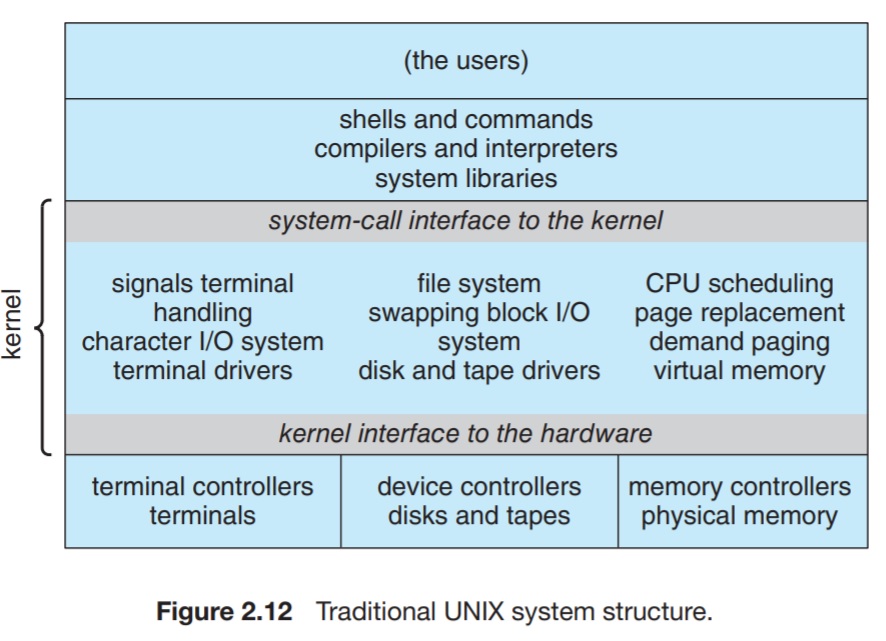 (the users)
shells and commands
compilers and interpreters
system libraries
system-call interface to the kernel
kernel
signals terminal
handling
character I/O system
terminal drivers
file system
swapping block I/O
system
disk and tape drivers
CPU scheduling
page replacement
demand paging
virtual memory
kernel interface to the hardware
terminal controllers
terminals
device controllers
disks and tapes
memory controllers
physical memory
Figure 2.12 Traditional UNIX system structure.